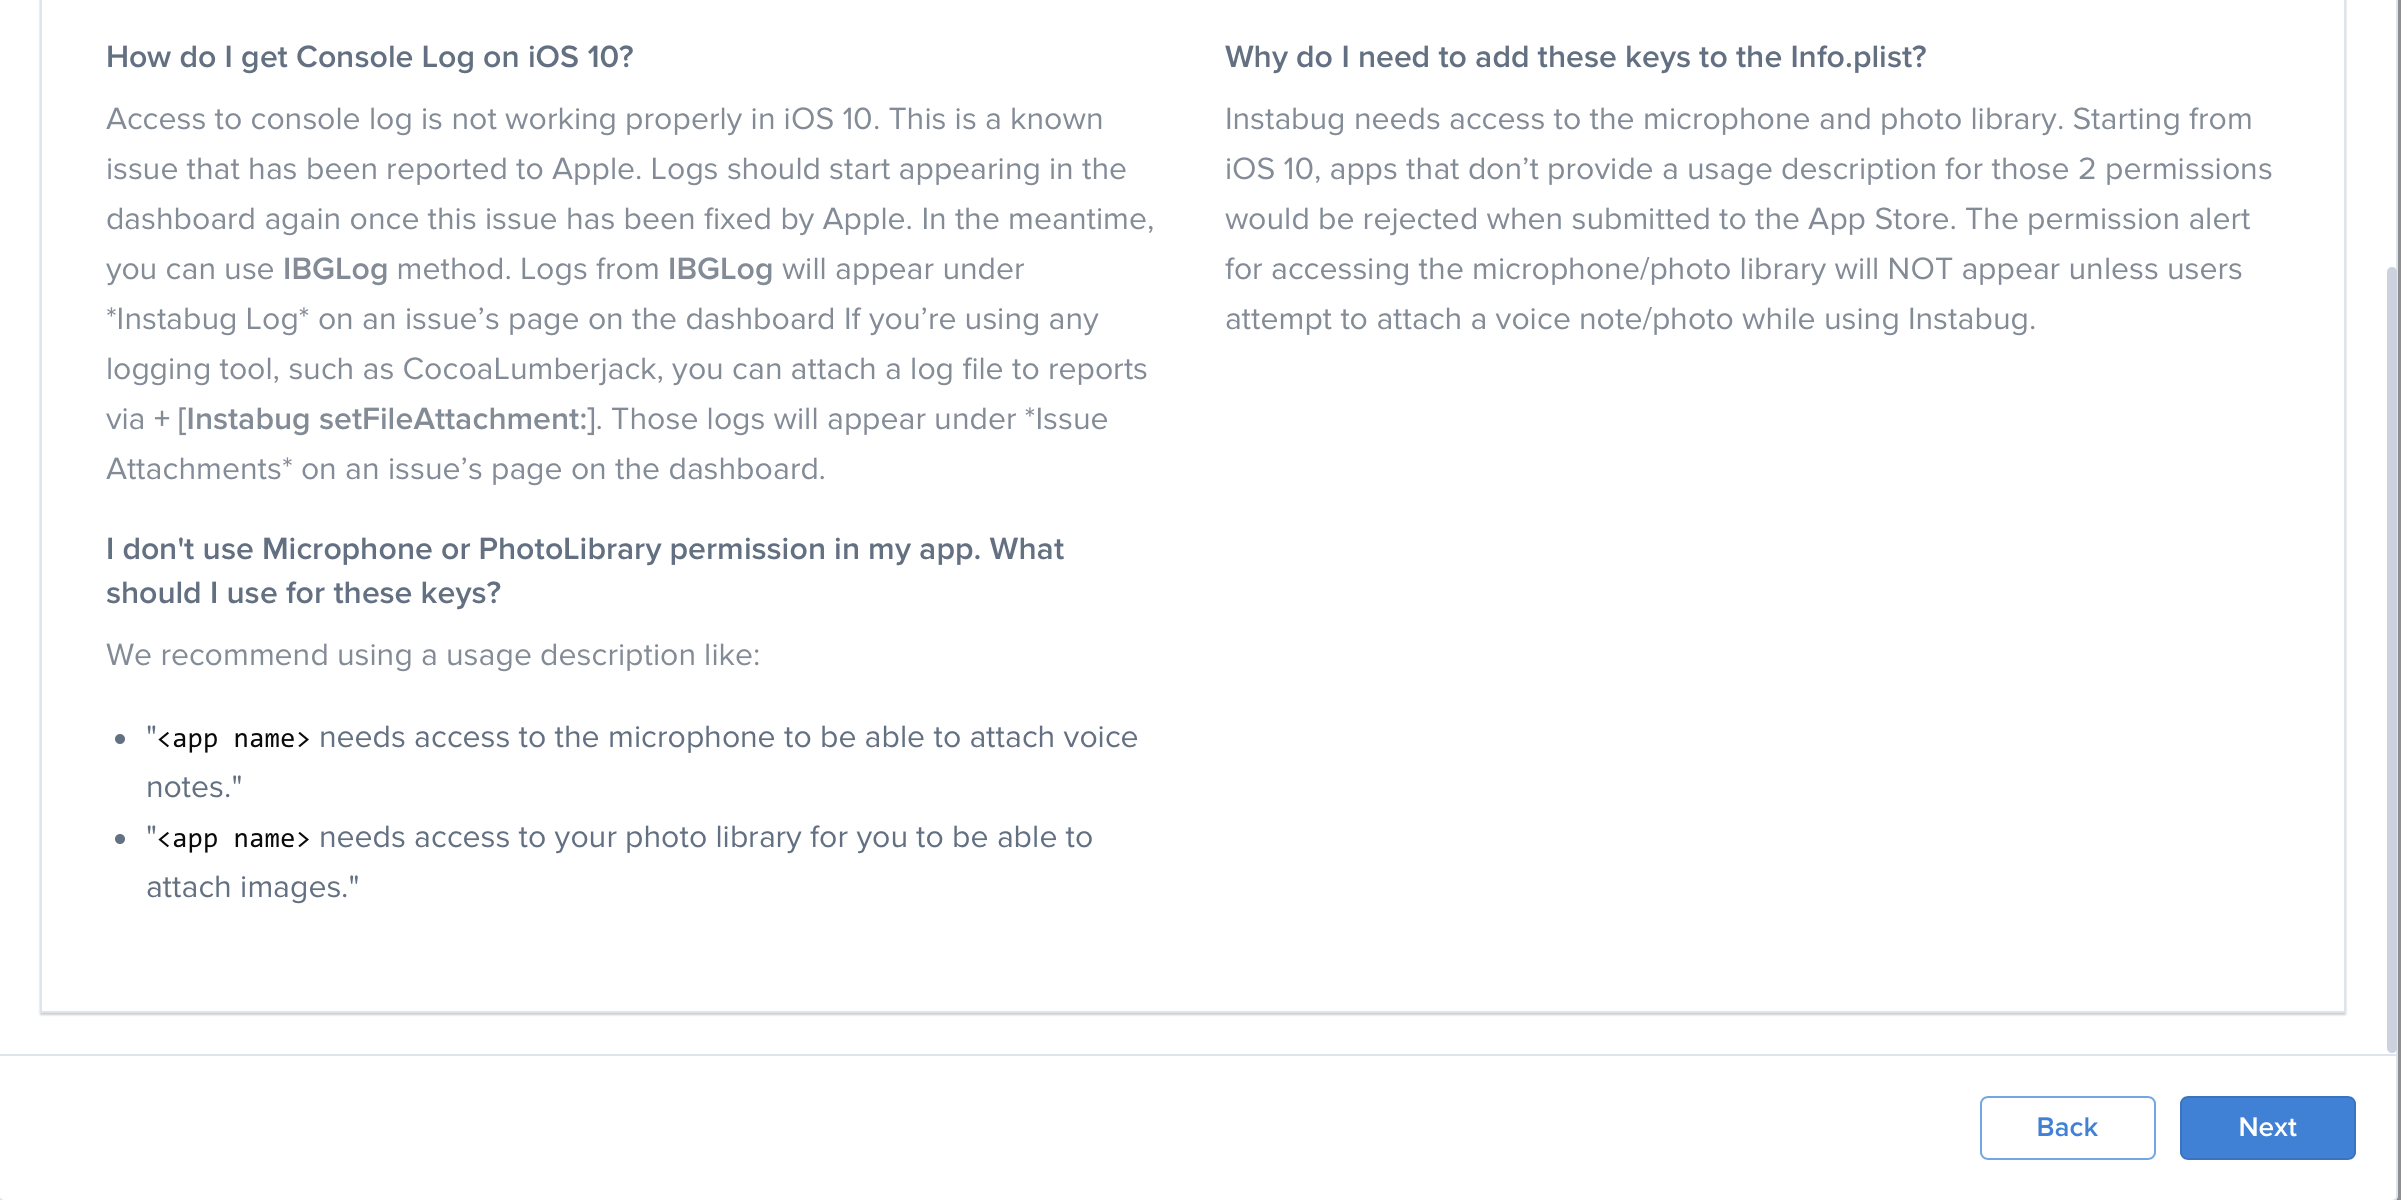 How do I get Console Log on iOS 10?
Access to console log is not working properly in iOS 10. This is a known
issue that has been reported to Apple. Logs should start appearing in the
dashboard again once this issue has been fixed by Apple. In the meantime,
you can use IBGLog method. Logs from IBGLog will appear under
*Instabug Log* on an issue’s page on the dashboard If you’re using any
logging tool, such as CocoaLumberjack, you can attach a log file to reports
via + [Instabug setFileAttachment:]. Those logs will appear under *Issue
Attachments* on an issue’s page on the dashboard.
I don't use Microphone or PhotoLibrary permission in my app. What
should I use for these keys?
We recommend using a usage description like:
• "<app name> needs access to the microphone to be able to attach voice
notes."
• "<app name> needs access to your photo library for you to be able to
attach images."
Why do I need to add these keys to the Info.plist?
Instabug needs access to the microphone and photo library. Starting from
iOS 10, apps that don’t provide a usage description for those 2 permissions
would be rejected when submitted to the App Store. The permission alert
for accessing the microphone/photo library will NOT appear unless users
attempt to attach a voice note/photo while using Instabug.
Back
Next